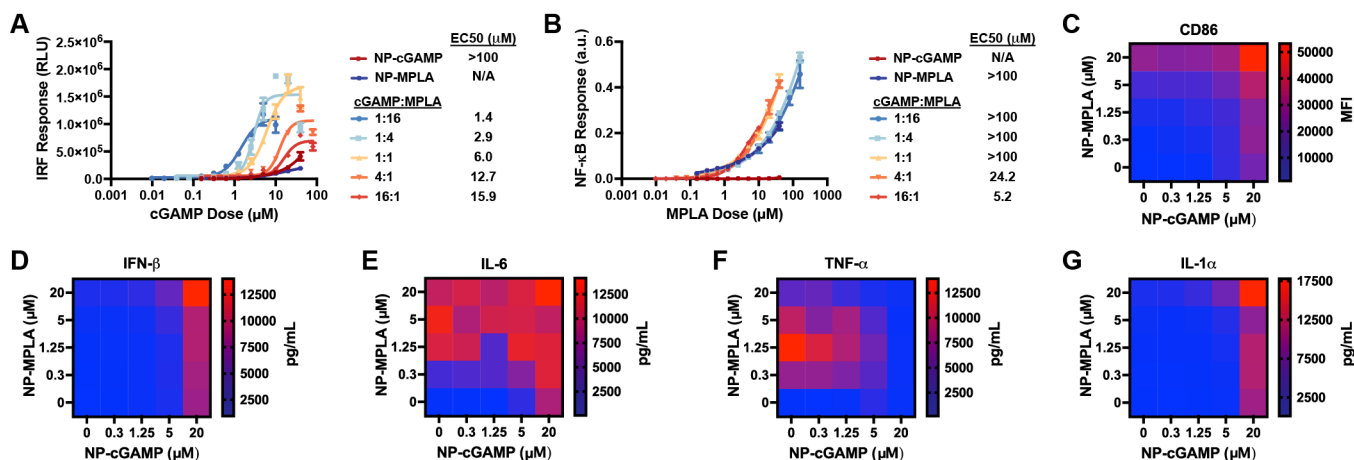 A
IRF Response (RLU)
2.5×10⁶
2.0×10⁶
1.5×10⁶
1.0×10⁶
5.0×10⁵
0.0
0.001 0.01 0.1 1 10 100
cGAMP Dose (µM)
EC50 (µM)
NP-cGAMP >100
NP-MPLA N/A
cGAMP:MPLA
1:16 1.4
1:4 2.9
1:1 6.0
4:1 12.7
16:1 15.9
B
NF-κB Response (a.u.)
0.6
0.4
0.2
0.0
0.001 0.01 0.1 1 10 100 1000
MPLA Dose (µM)
EC50 (µM)
NP-cGAMP N/A
NP-MPLA >100
cGAMP:MPLA
1:16 >100
1:4 >100
1:1 >100
4:1 24.2
16:1 5.2
C
CD86
NP-MPLA (µM)
20
5
1.25
0.3
0
0 0.3 1.25 5 20
NP-cGAMP (µM)
50000
40000
30000
20000
10000
MFI
D
IFN-β
NP-MPLA (µM)
20
5
1.25
0.3
0
0 0.3 1.25 5 20
NP-cGAMP (µM)
12500
10000
7500
5000
2500
pg/mL
E
IL-6
NP-MPLA (µM)
20
5
1.25
0.3
0
0 0.3 1.25 5 20
NP-cGAMP (µM)
12500
10000
7500
5000
2500
pg/mL
F
TNF-α
NP-MPLA (µM)
20
5
1.25
0.3
0
0 0.3 1.25 5 20
NP-cGAMP (µM)
12500
10000
7500
5000
2500
pg/mL
G
IL-1α
NP-MPLA (µM)
20
5
1.25
0.3
0
0 0.3 1.25 5 20
NP-cGAMP (µM)
17500
12500
7500
2500
pg/mL